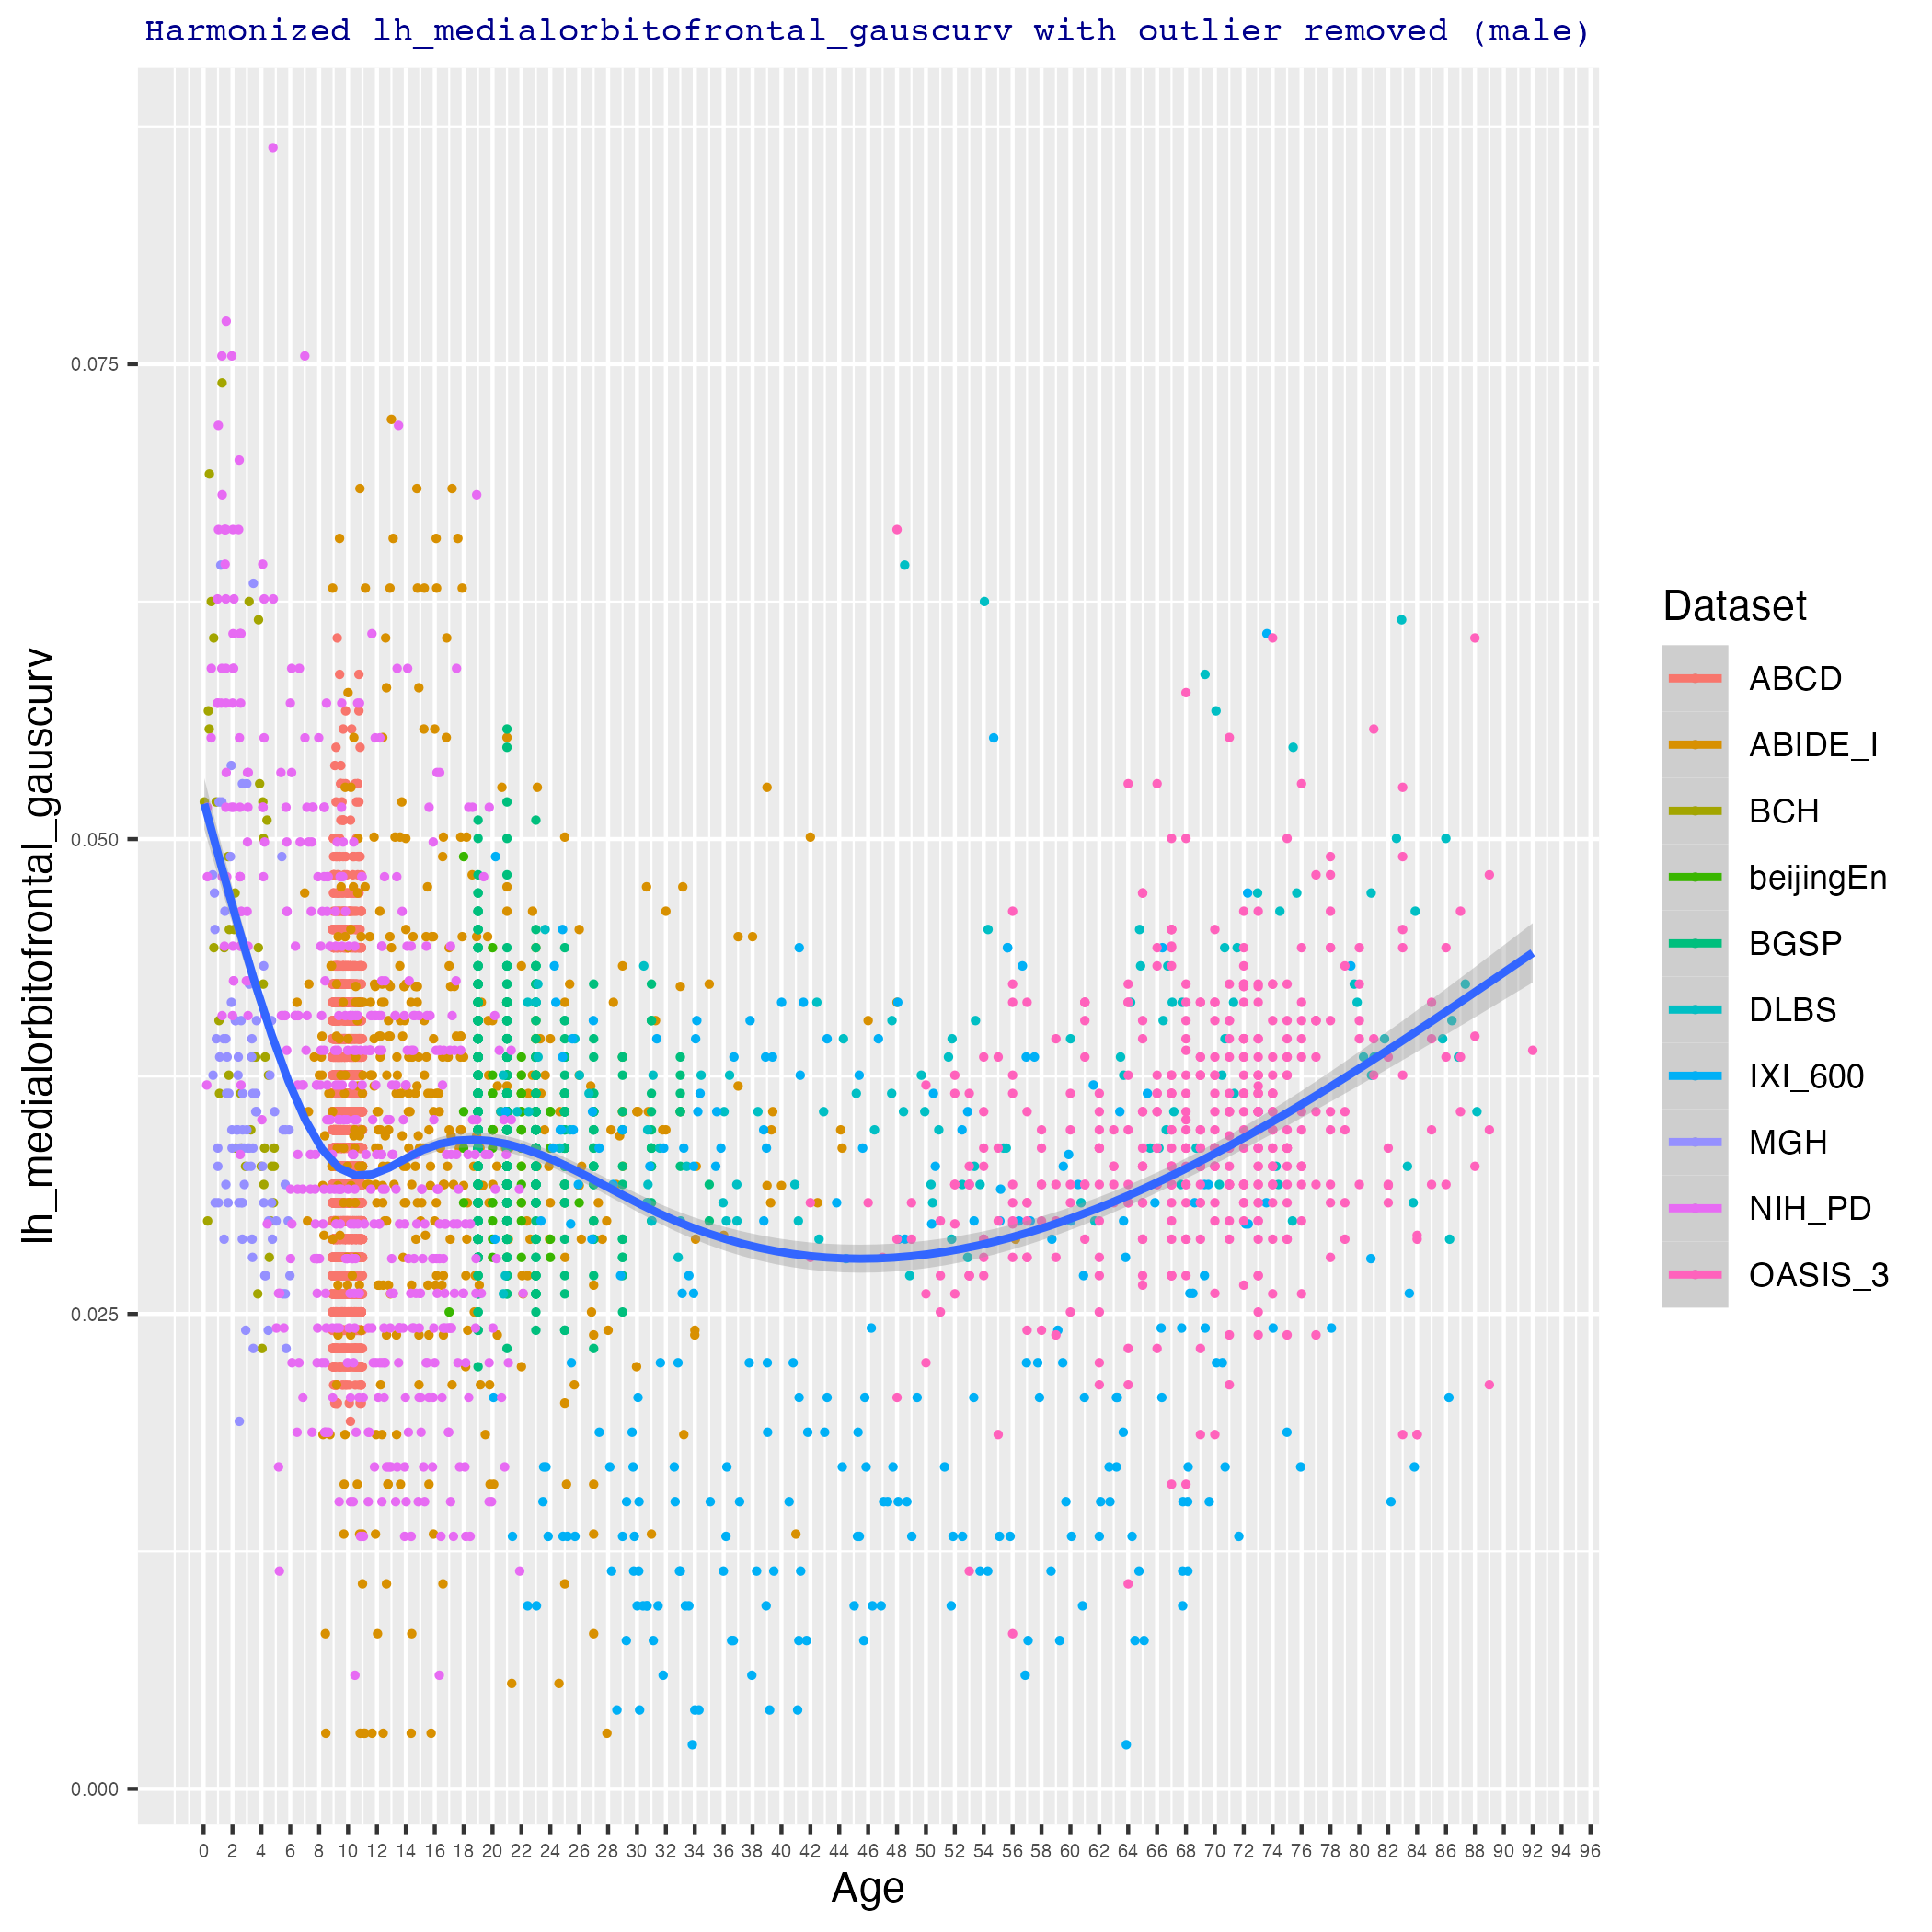 Harmonized lh_medialorbitofrontal_gauscurv with outlier removed (male)
lh_medialorbitofrontal_gauscurv
0.075
0.050
0.025
0.000
0 2 4 6 8 10 12 14 16 18 20 22 24 26 28 30 32 34 36 38 40 42 44 46 48 50 52 54 56 58 60 62 64 66 68 70 72 74 76 78 80 82 84 86 88 90 92 94 96
Age
Dataset
ABCD
ABIDE_I
BCH
beijingEn
BGSP
DLBS
IXI_600
MGH
NIH_PD
OASIS_3